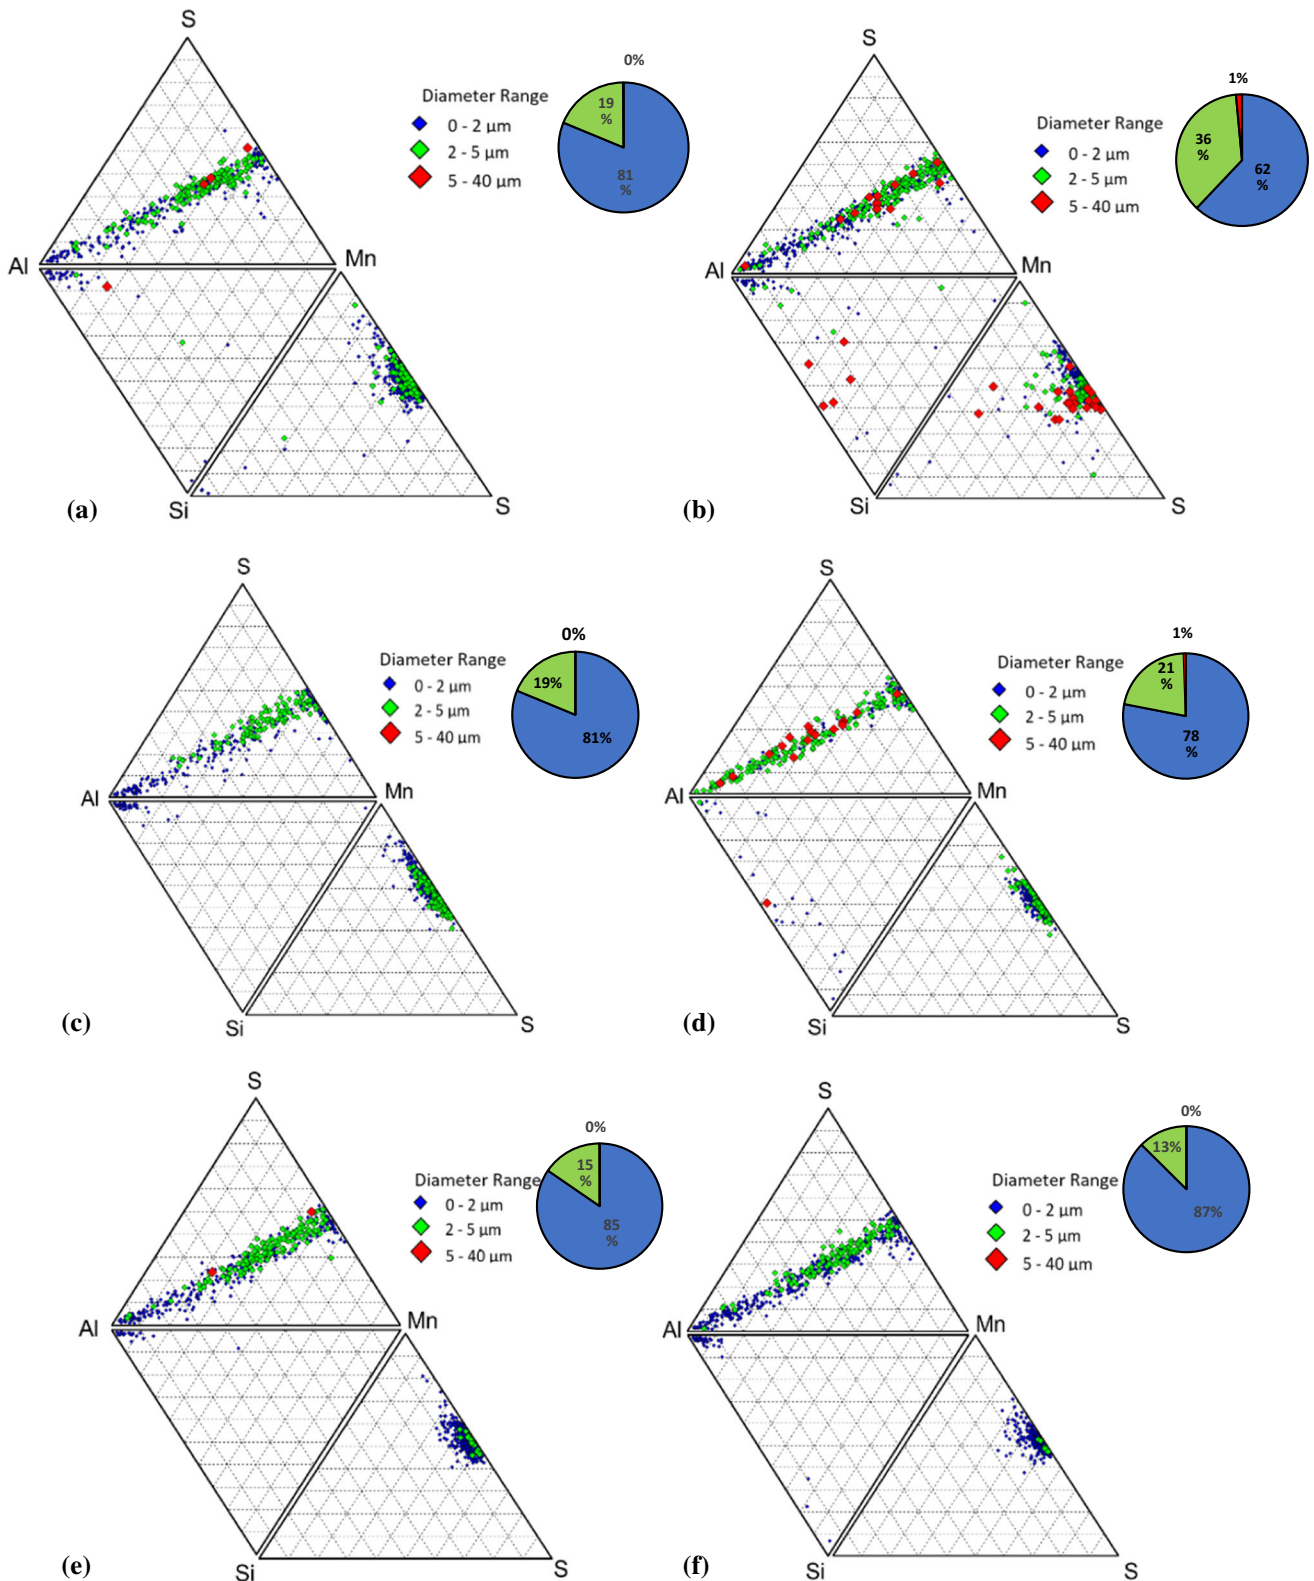 S
Diameter Range
0 - 2 µm
2 - 5 µm
5 - 40 µm
0%
19
%
81
%
Al
Mn
Si
S
(a)
S
Diameter Range
0 - 2 µm
2 - 5 µm
5 - 40 µm
1%
36
%
62
%
Al
Mn
Si
S
(b)
S
Diameter Range
0 - 2 µm
2 - 5 µm
5 - 40 µm
0%
19%
81%
Al
Mn
Si
S
(c)
S
Diameter Range
0 - 2 µm
2 - 5 µm
5 - 40 µm
1%
21
%
78
%
Al
Mn
Si
S
(d)
S
Diameter Range
0 - 2 µm
2 - 5 µm
5 - 40 µm
0%
15
%
85
%
Al
Mn
Si
S
(e)
S
Diameter Range
0 - 2 µm
2 - 5 µm
5 - 40 µm
0%
13%
87%
Al
Mn
Si
S
(f)